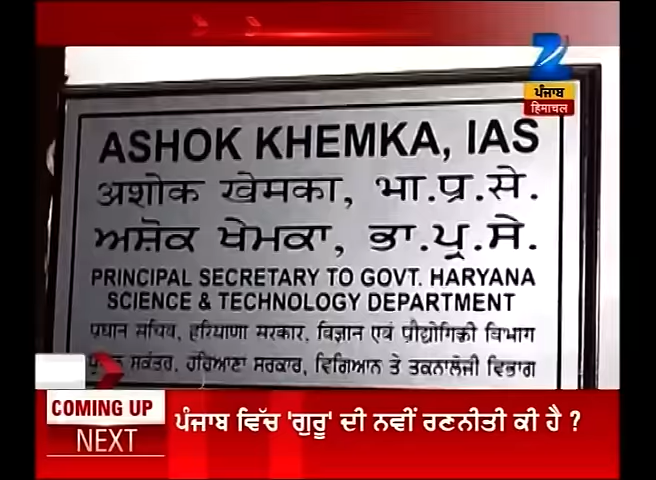 ਪੰਜਾਬ
हिमाचल
ASHOK KHEMKA, IAS
अशोक खेमका, भा.प्र.से.
ਅਸ਼ੋਕ ਖੇਮਕਾ, ਭਾ.ਪ੍ਰ.ਸੇ.
PRINCIPAL SECRETARY TO GOVT. HARYANA
SCIENCE & TECHNOLOGY DEPARTMENT
प्रधान सचिव, हरियाणा सरकार, विज्ञान एवं प्रौद्योगिकी विभाग
ਸਕੱਤਰ, ਹਰਿਆਣਾ ਸਰਕਾਰ, ਵਿਗਿਆਨ ਤੇ ਤਕਨਾਲੋਜੀ ਵਿਭਾਗ
COMING UP
NEXT
ਪੰਜਾਬ ਵਿੱਚ 'ਗੁਰੂ' ਦੀ ਨਵੀਂ ਰਣਨੀਤੀ ਕੀ ਹੈ ?